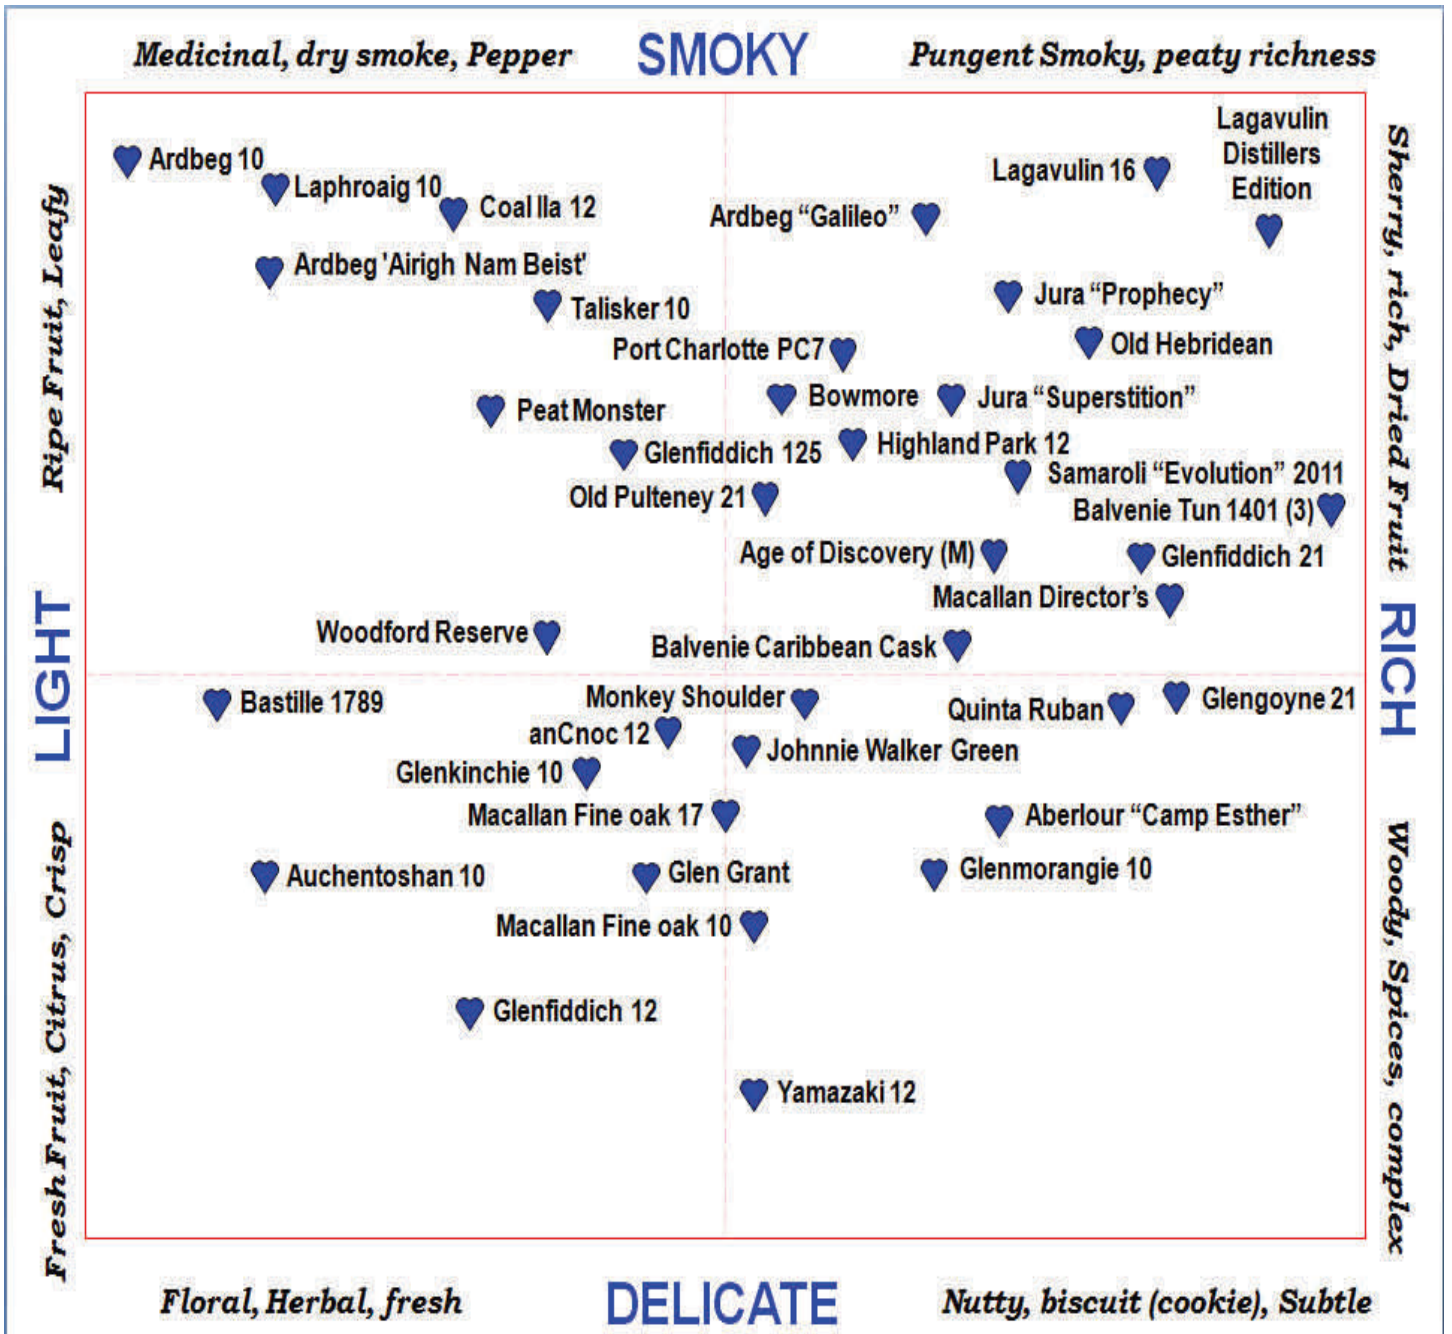 Medicinal, dry smoke, Pepper
SMOKY
Pungent Smoky, peaty richness
Ripe Fruit, Leafy
LIGHT
Fresh Fruit, Citrus, Crisp
Sherry, rich, Dried Fruit
RICH
Woody, Spices, complex
Lagavulin
Distillers
Edition
Ardbeg 10
Laphroaig 10
Coal Ila 12
Lagavulin 16
Ardbeg “Galileo”
Ardbeg 'Airigh Nam Beist'
Talisker 10
Jura “Prophecy”
Port Charlotte PC7
Old Hebridean
Peat Monster
Bowmore
Jura “Superstition”
Glenfiddich 125
Highland Park 12
Samaroli “Evolution” 2011
Old Pulteney 21
Balvenie Tun 1401 (3)
Age of Discovery (M)
Glenfiddich 21
Macallan Director’s
Woodford Reserve
Balvenie Caribbean Cask
Bastille 1789
Monkey Shoulder
Quinta Ruban
Glengoyne 21
anCnoc 12
Johnnie Walker Green
Glenkinchie 10
Macallan Fine oak 17
Aberlour “Camp Esther”
Auchentoshan 10
Glen Grant
Glenmorangie 10
Macallan Fine oak 10
Glenfiddich 12
Yamazaki 12
Floral, Herbal, fresh
DELICATE
Nutty, biscuit (cookie), Subtle